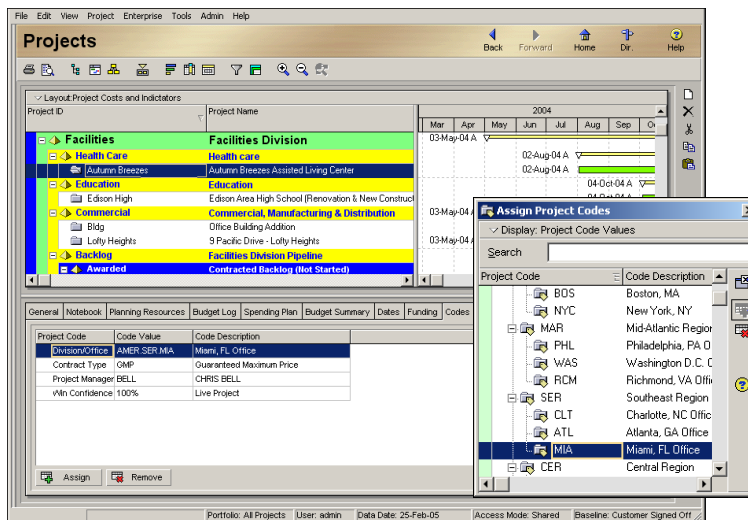 File Edit View Project Enterprise Tools Admin Help
Projects
Back Forward Home Dir. Help
Layout:Project Costs and Indictators
Project ID Project Name 2004
Mar Apr May Jun Jul Aug Sep
Facilities Facilities Division 03-May-04 A
Health Care Health care 02-Aug-04 A
Autumn Breezes Autumn Breezes Assisted Living Center 02-Aug-04 A
Education Education 04-Oct-04 A
Edison High Edison Area High School (Renovation & New Construct
Commercial Commercial, Manufacturing & Distribution 03-May-04
Bldg Office Building Addition
Lofty Heights 9 Pacific Drive - Lofty Heights 03-May-04
Backlog Facilities Division Pipeline
Awarded Contracted Backlog (Not Started)
General Notebook Planning Resources Budget Log Spending Plan Budget Summary Dates Funding Codes
Project Code Code Value Code Description
Division/Office AMER.SER.MIA Miami, FL Office
Contract Type GMP Guaranteed Maximum Price
Project Manager BELL CHRIS BELL
Win Confidence 100% Live Project
Assign Remove
Assign Project Codes
Display: Project Code Values
Search
Project Code Code Description
BOS Boston, MA
NYC New York, NY
MAR Mid-Atlantic Region
PHL Philadelphia, PA O
WAS Washington D.C. O
RCM Richmond, VA Offi
SER Southeast Region
CLT Charlotte, NC Offic
ATL Atlanta, GA Office
MIA Miami, FL Office
CER Central Region
Portfolio: All Projects User: admin Data Date: 25-Feb-05 Access Mode: Shared Baseline: Customer Signed Off